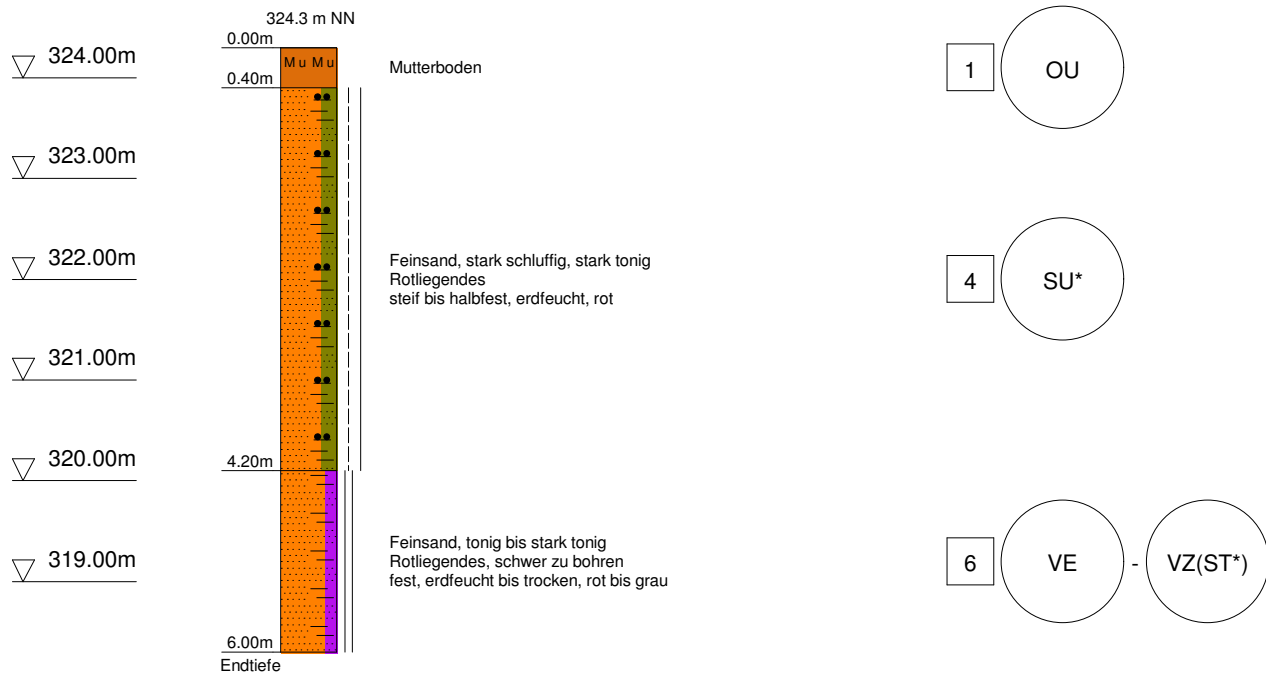 324.3 m NN
0.00m
324.00m
Mu Mu
Mutterboden
1
OU
0.40m
323.00m
322.00m
Feinsand, stark schluffig, stark tonig
Rotliegendes
steif bis halbfest, erdfeucht, rot
4
SU*
321.00m
320.00m
4.20m
319.00m
Feinsand, tonig bis stark tonig
Rotliegendes, schwer zu bohren
fest, erdfeucht bis trocken, rot bis grau
6
VE - VZ(ST*)
6.00m
Endtiefe